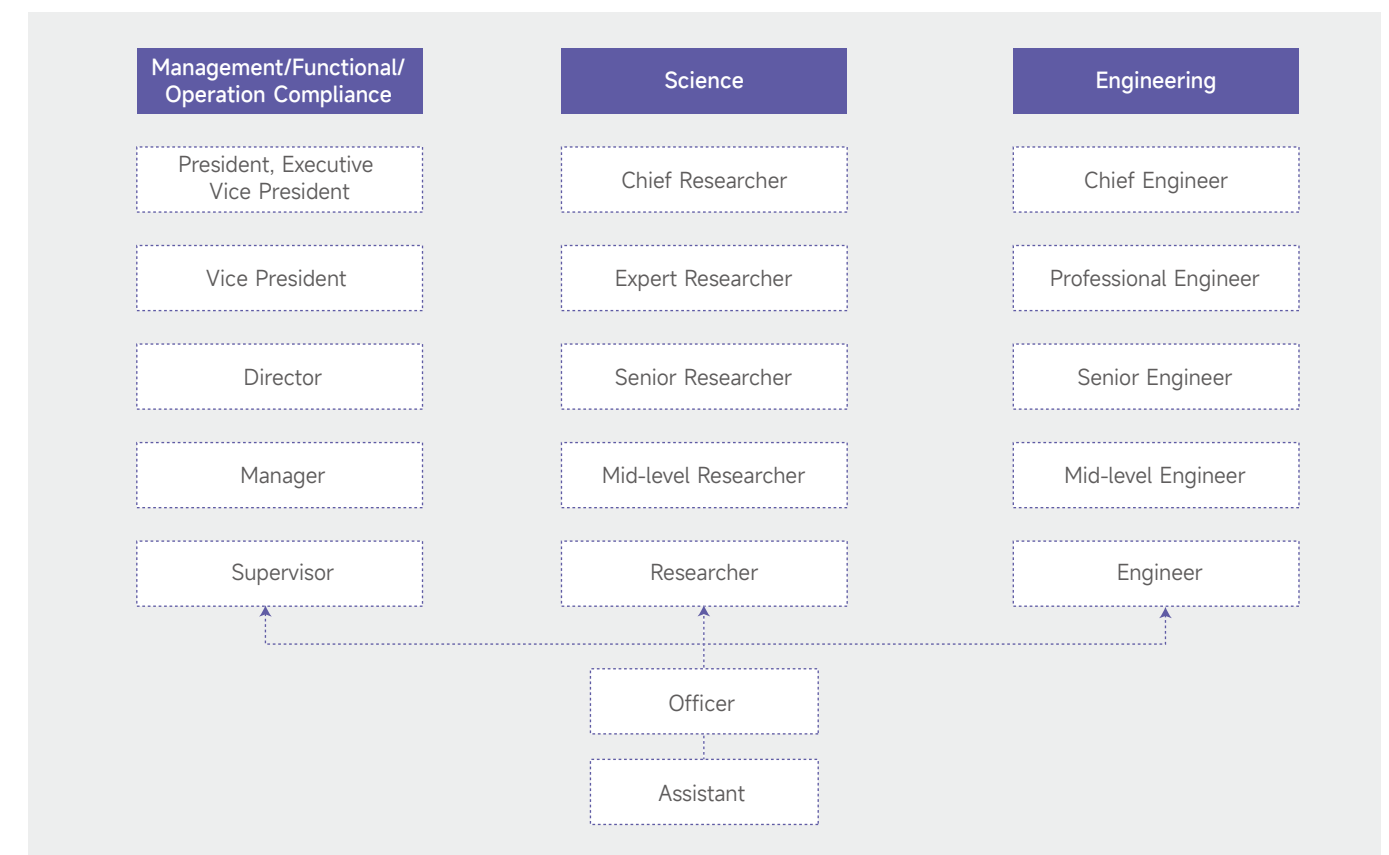 Management/Functional/
Operation Compliance
Science
Engineering
President, Executive
Vice President
Chief Researcher
Chief Engineer
Vice President
Expert Researcher
Professional Engineer
Director
Senior Researcher
Senior Engineer
Manager
Mid-level Researcher
Mid-level Engineer
Supervisor
Researcher
Engineer
Officer
Assistant